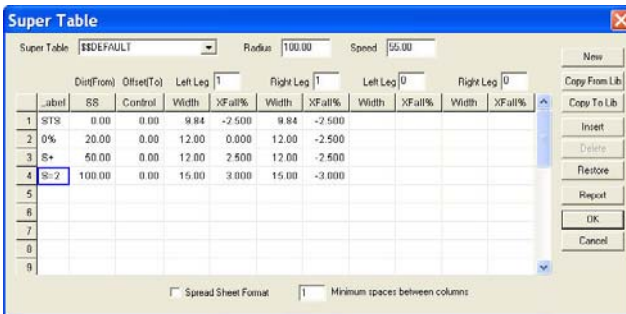 Super Table
Super Table $$DEFAULT Radius 100.00 Speed 55.00
New
Dist(From) Offset(To) Left Leg 1 Right Leg 1 Left Leg 0 Right Leg 0
Copy From Lib
_abel SS Control Width XFall% Width XFall% Width XFall% Width XFall%
Copy To Lib
1 STS 0.00 0.00 9.84 -2.500 9.84 -2.500
Insert
2 0% 20.00 0.00 12.00 0.000 12.00 -2.500
Delete
3 S+ 50.00 0.00 12.00 2.500 12.00 -2.500
Restore
4 S=2 100.00 0.00 15.00 3.000 15.00 -3.000
5
Report
6
OK
7
Cancel
8
9
Spread Sheet Format 1 Minimum spaces between columns